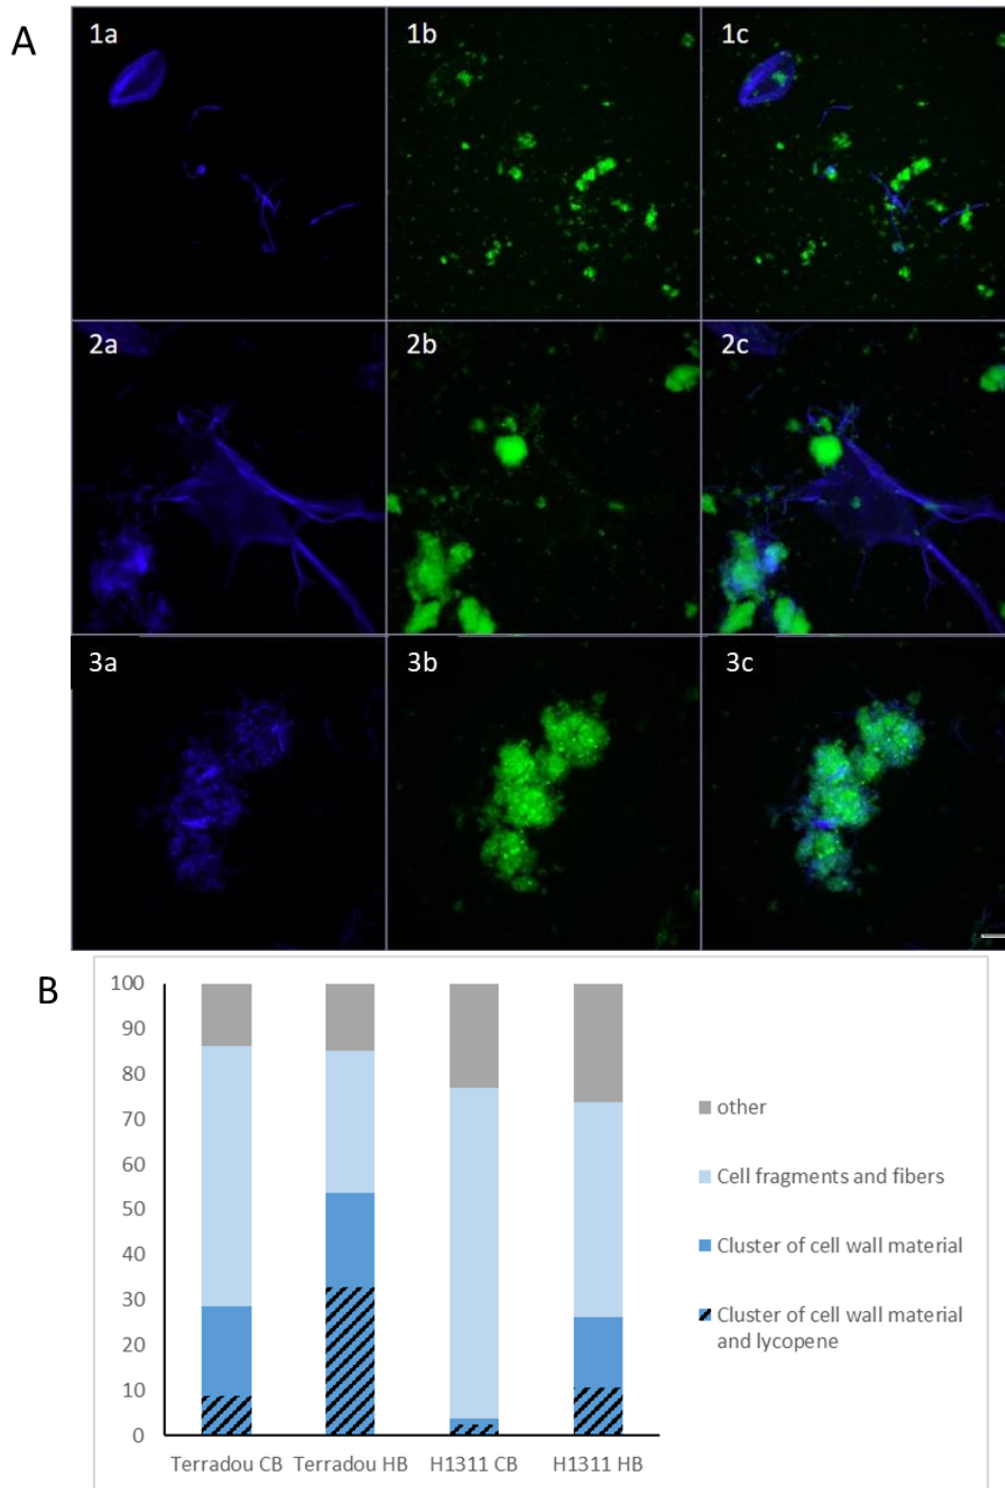 A
1a
1b
1c
2a
2b
2c
3a
3b
3c
B
100
90
80
70
60
50
40
30
20
10
0
Terradou CB
Terradou HB
H1311 CB
H1311 HB
other
Cell fragments and fibers
Cluster of cell wall material
Cluster of cell wall material
and lycopene